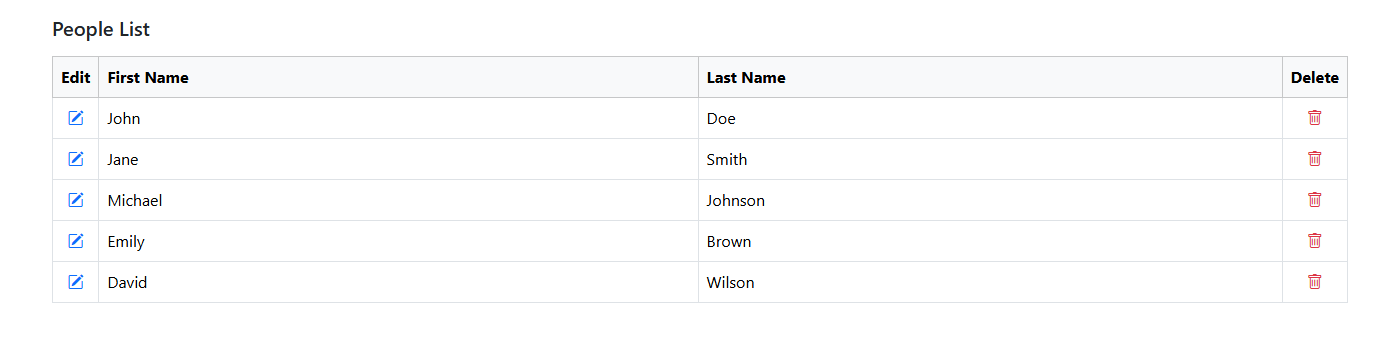 People List
Edit First Name Last Name Delete
John Doe
Jane Smith
Michael Johnson
Emily Brown
David Wilson